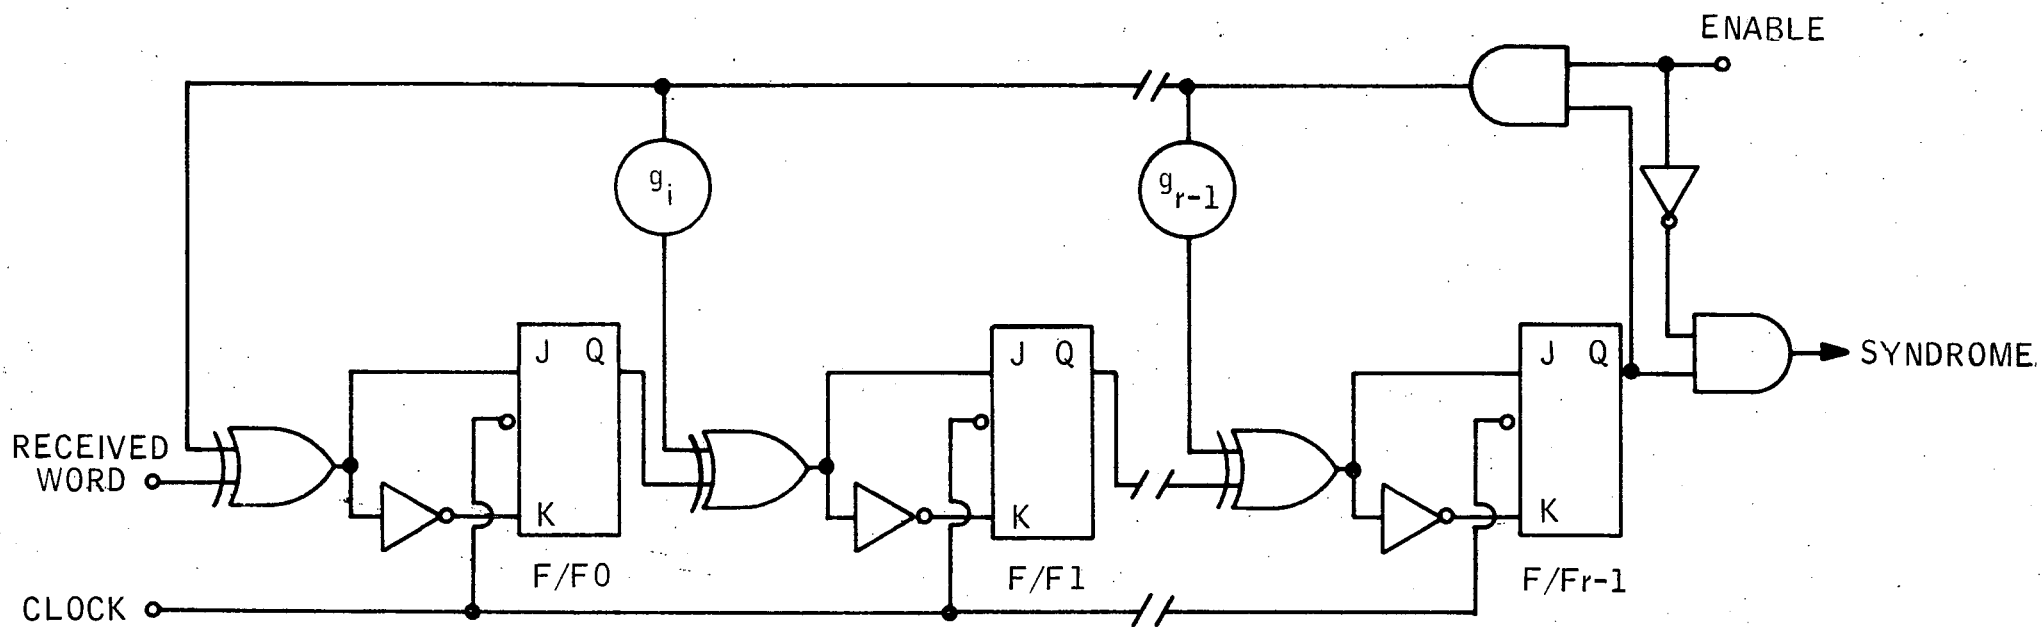 ENABLE
g i
g r-1
J Q
J Q
J Q
SYNDROME
RECEIVED
WORD
K
K
K
F/F0
F/F1
F/Fr-1
CLOCK